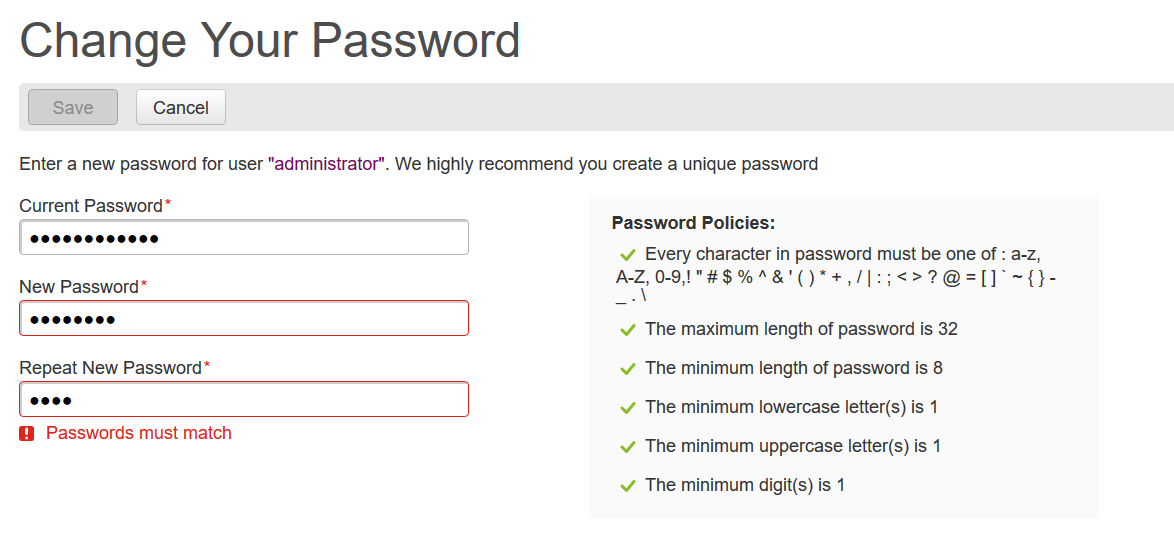 Change Your Password
Save Cancel
Enter a new password for user "administrator". We highly recommend you create a unique password
Current Password*
••••••••••••
New Password*
••••••••
Repeat New Password*
••••
Passwords must match
Password Policies:
Every character in password must be one of : a-z,
A-Z, 0-9,! " # $ % ^ & ' ( ) * + , / | : ; < > ? @ = [ ] ` ~ { } -
_ . \
The maximum length of password is 32
The minimum length of password is 8
The minimum lowercase letter(s) is 1
The minimum uppercase letter(s) is 1
The minimum digit(s) is 1